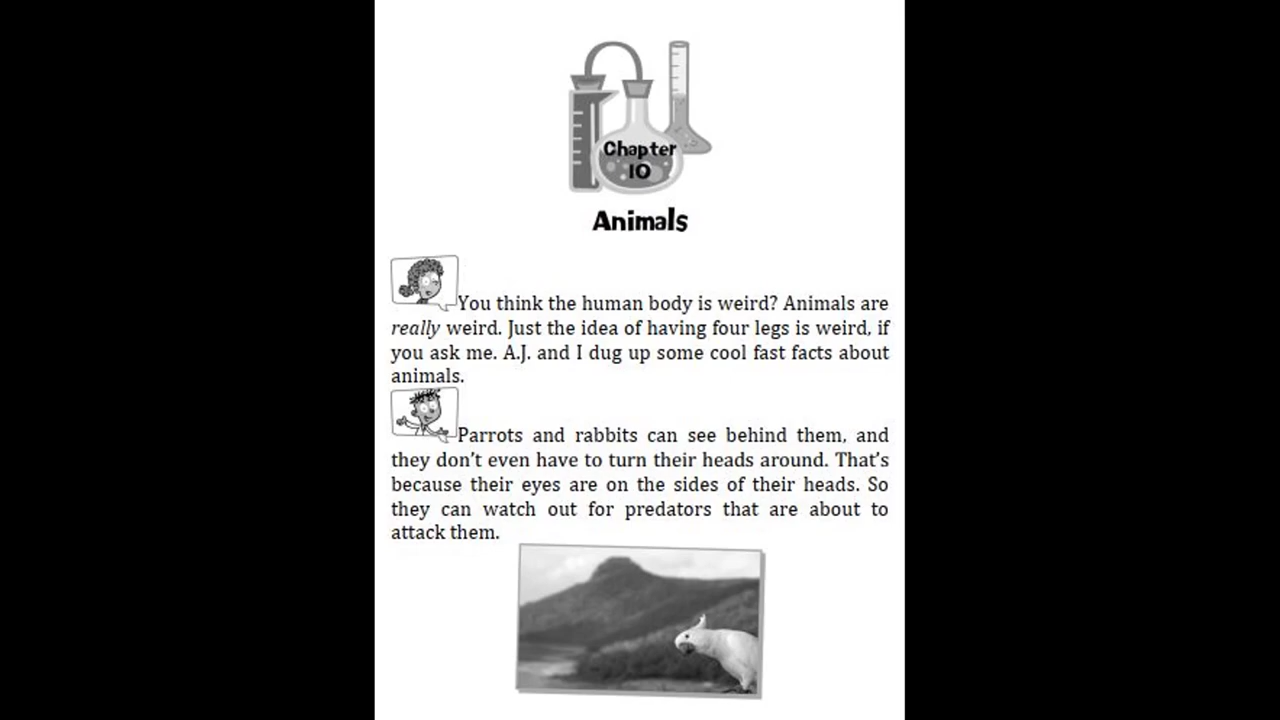 Chapter
10
Animals
You think the human body is weird? Animals are
really weird. Just the idea of having four legs is weird, if
you ask me. A.J. and I dug up some cool fast facts about
animals.
Parrots and rabbits can see behind them, and
they don’t even have to turn their heads around. That’s
because their eyes are on the sides of their heads. So
they can watch out for predators that are about to
attack them.